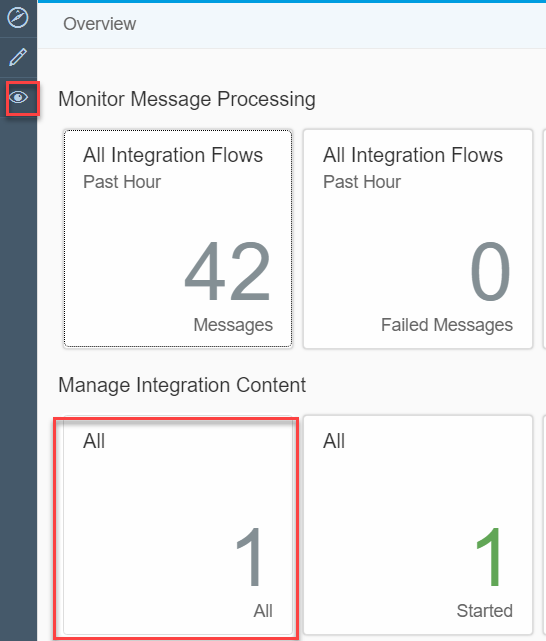 Overview
Monitor Message Processing
All Integration Flows
Past Hour
42
Messages
All Integration Flows
Past Hour
0
Failed Messages
Manage Integration Content
All
1
All
All
1
Started